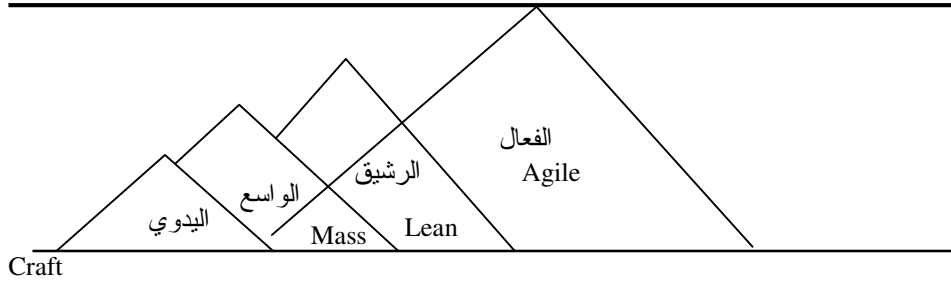 الفعال
Agile
الرشيق
Lean
الواسع
Mass
اليدوي
Craft